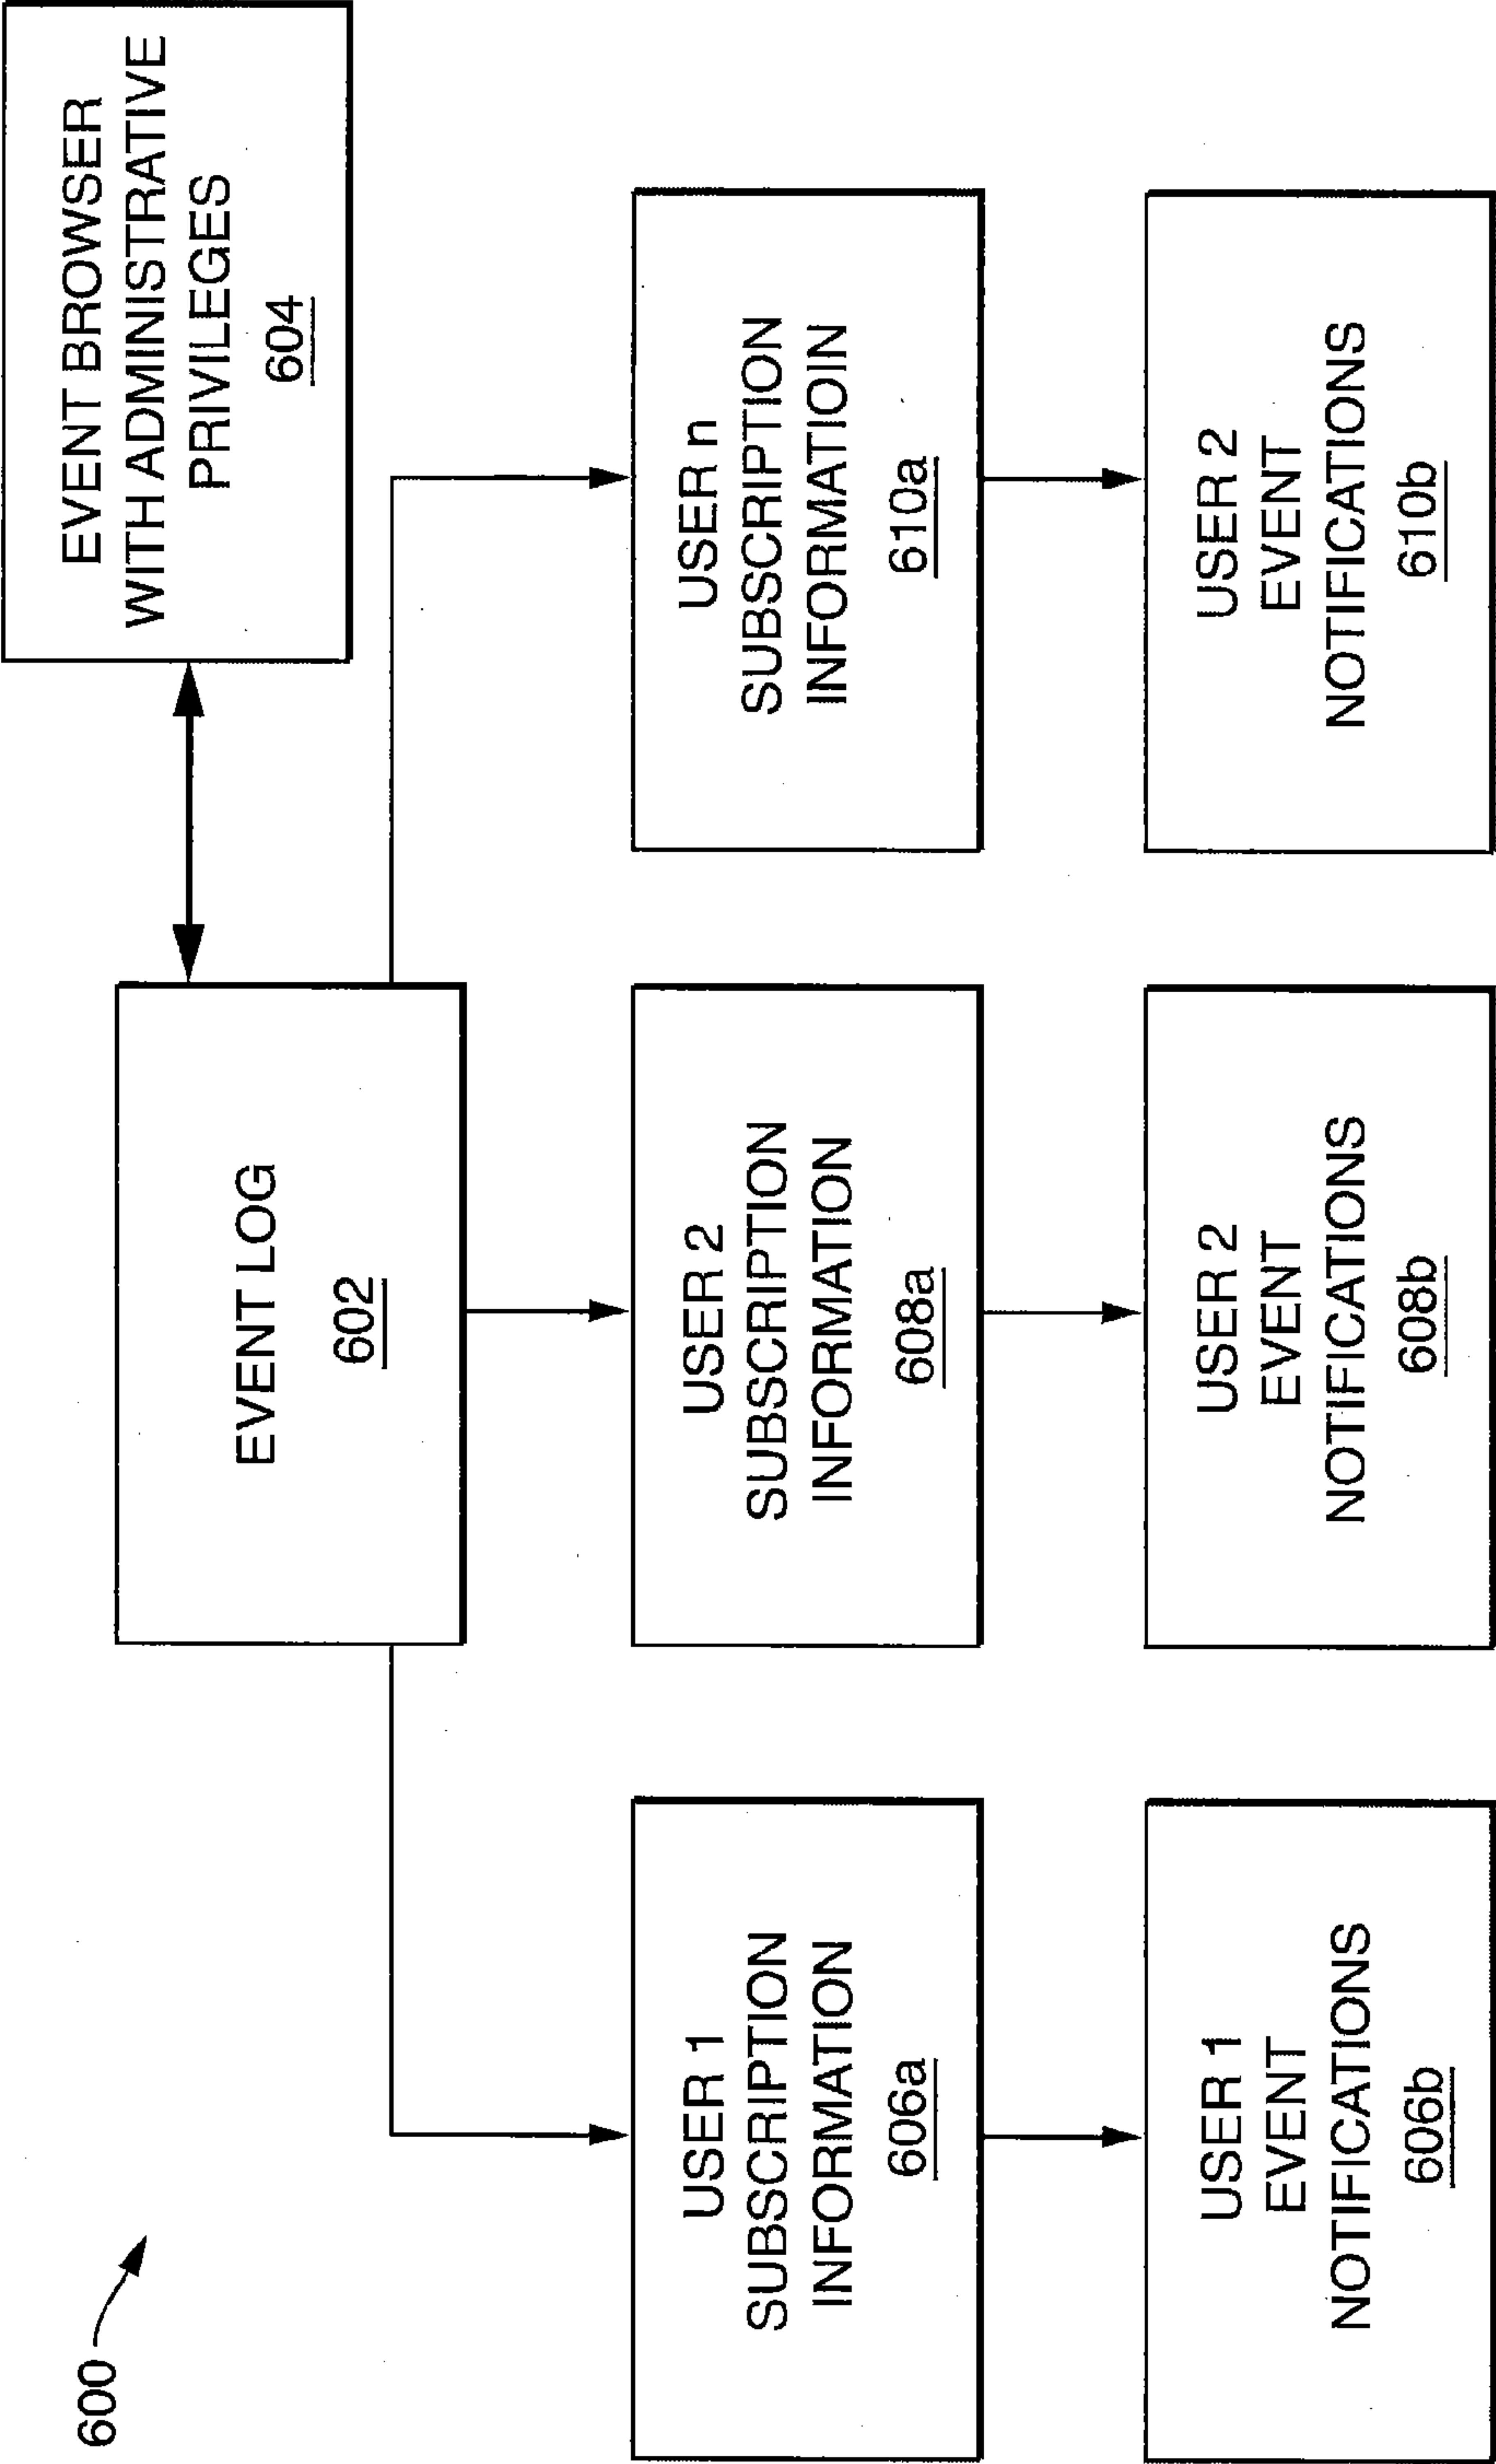 600
EVENT LOG
602
EVENT BROWSER
WITH ADMINISTRATIVE
PRIVILEGES
604
USER 1
SUBSCRIPTION
INFORMATION
606a
USER 2
SUBSCRIPTION
INFORMATION
608a
USER n
SUBSCRIPTION
INFORMATOIN
610a
USER 1
EVENT
NOTIFICATIONS
606b
USER 2
EVENT
NOTIFICATIONS
608b
USER 2
EVENT
NOTIFICATIONS
610b